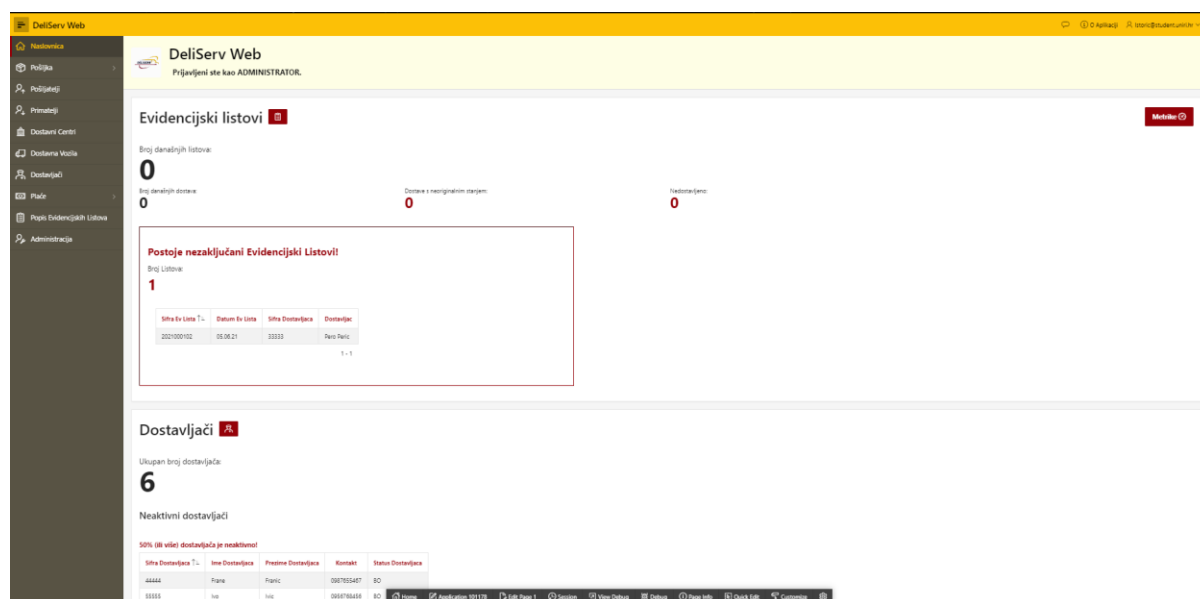 DeliServ Web
O Aplikaciji
Naslovnica
Pošiljka
Pošiljatelji
Primatelji
Dostavni Centri
Dostavna Vozila
Dostavljači
Plaće
Popis Evidencijskih Listova
Administracija
DeliServ Web
Prijavljeni ste kao ADMINISTRATOR.
Evidencijski listovi
Metrike
Broj današnjih listova:
0
Broj današnjih dostava: Dostave s neoriginalnim stanjem: Nedostavljeno:
0 0 0
Postoje nezaključani Evidencijski Listovi!
Broj Listova:
1
Sifra Ev Lista Datum Ev Lista Sifra Dostavljaca Dostavljac
2021000102 05.06.21 33333 Pero Peric
1 - 1
Dostavljači
Ukupan broj dostavljača:
6
Neaktivni dostavljači
50% (ili više) dostavljača je neaktivno!
Sifra Dostavljaca Ime Dostavljaca Prezime Dostavljaca Kontakt Status Dostavljaca
44444 Frane Franic 0987655467 BO
55555 Ivo Ivic 0956768456 BO
Home Application 101178 Edit Page 1 Session View Debug Debug Page Info Quick Edit Customize